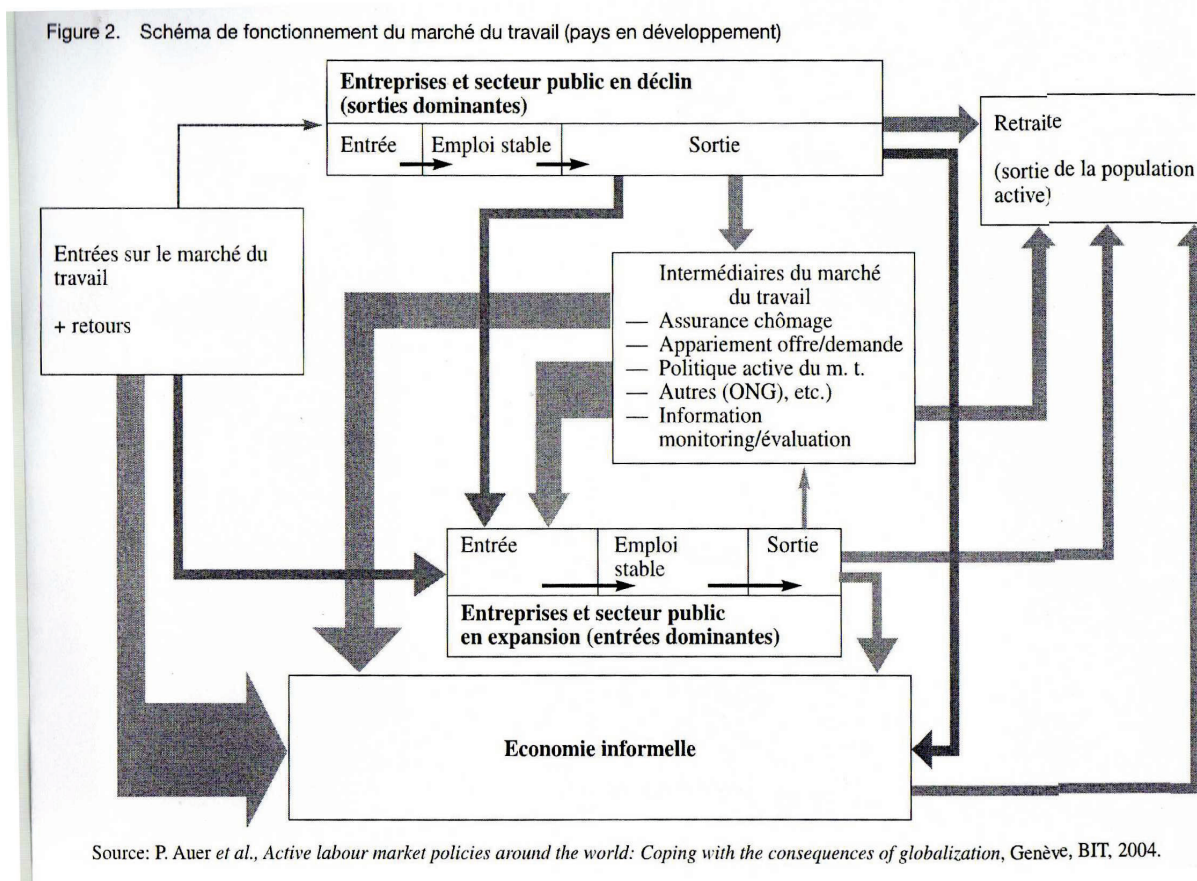 Figure 2. Schéma de fonctionnement du marché du travail (pays en développement)
Entreprises et secteur public en déclin
(sorties dominantes)
Entrée
Emploi stable
Sortie
Retraite
(sortie de la population
active)
Entrées sur le marché du
travail
+ retours
Intermédiaires du marché
du travail
— Assurance chômage
— Appariement offre/demande
— Politique active du m. t.
— Autres (ONG), etc.)
— Information
monitoring/évaluation
Entrée
Emploi
stable
Sortie
Entreprises et secteur public
en expansion (entrées dominantes)
Economie informelle
Source: P. Auer et al., Active labour market policies around the world: Coping with the consequences of globalization, Genève, BIT, 2004.